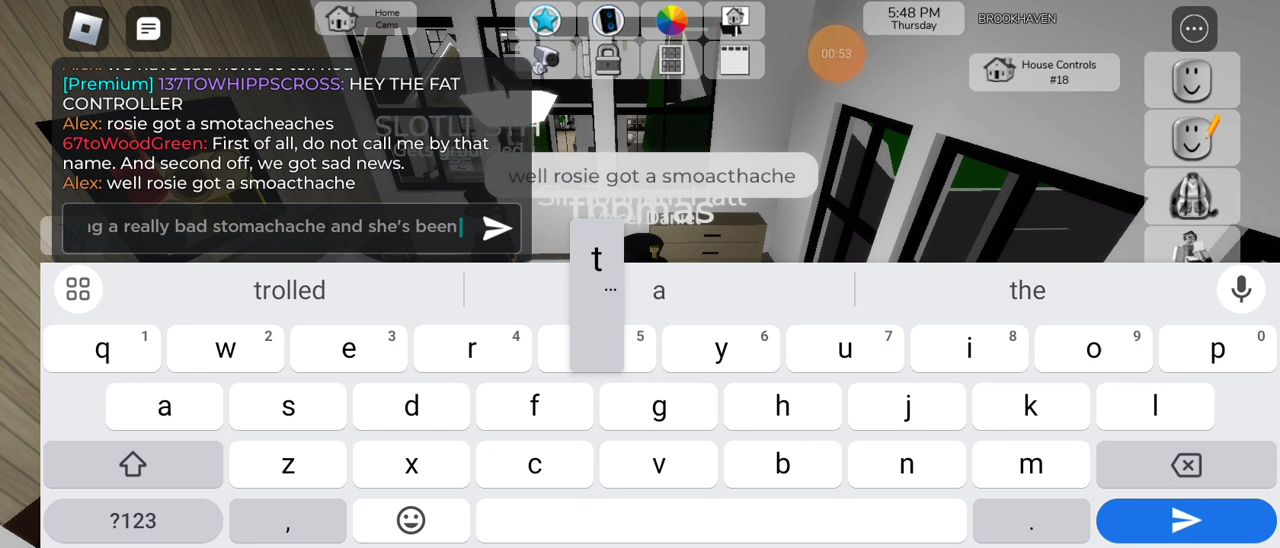 Home
Cams
5:48 PM
Thursday
BROOKHAVEN
00:53
House Controls
#18
[Premium] 137TOWHIPPSCROSS: HEY THE FAT
CONTROLLER
Alex: rosie got a smotacheaches
67toWoodGreen: First of all, do not call me by that
name. And second off, we got sad news.
Alex: well rosie got a smoacthache
well rosie got a smoacthache
Thomas
ng a really bad stomachache and she's been
t
...
trolled
a
the
q 1 w 2 e 3 r 4 5 y 6 u 7 i 8 o 9 p 0
a s d f g h j k l
z x c v b n m
?123 , .